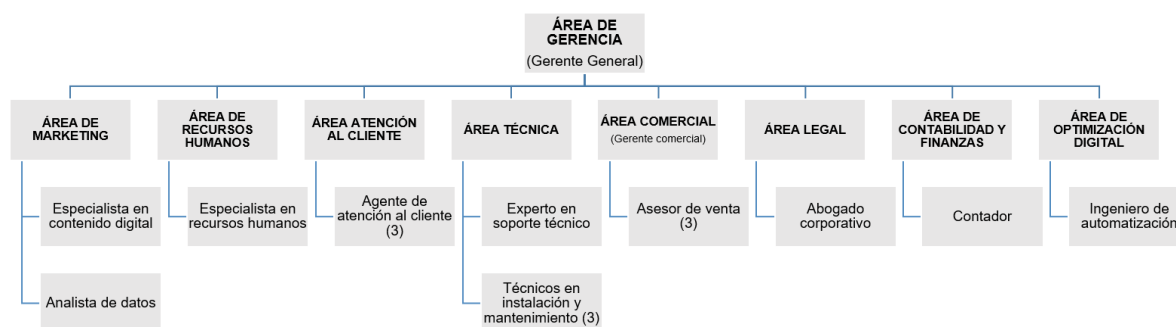 ÁREA DE
GERENCIA
(Gerente General)
ÁREA DE
MARKETING
ÁREA DE
RECURSOS
HUMANOS
ÁREA ATENCIÓN
AL CLIENTE
ÁREA TÉCNICA
ÁREA COMERCIAL
(Gerente comercial)
ÁREA LEGAL
ÁREA DE
CONTABILIDAD Y
FINANZAS
ÁREA DE
OPTIMIZACIÓN
DIGITAL
Especialista en
contenido digital
Especialista en
recursos humanos
Agente de
atención al cliente
(3)
Experto en
soporte técnico
Asesor de venta
(3)
Abogado
corporativo
Contador
Ingeniero de
automatización
Analista de datos
Técnicos en
instalación y
mantenimiento (3)